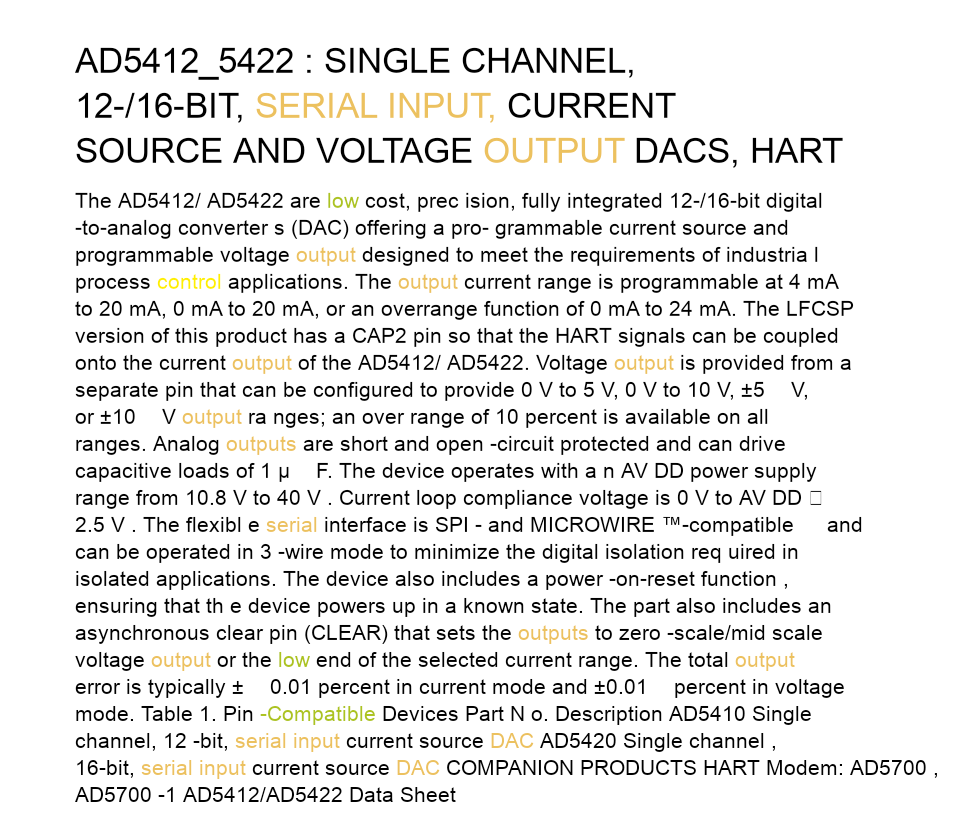 AD5412_5422 : SINGLE CHANNEL,
12-/16-BIT, SERIAL INPUT, CURRENT
SOURCE AND VOLTAGE OUTPUT DACS, HART
The AD5412/ AD5422 are low cost, prec ision, fully integrated 12-/16-bit digital
-to-analog converter s (DAC) offering a pro- grammable current source and
programmable voltage output designed to meet the requirements of industria l
process control applications. The output current range is programmable at 4 mA
to 20 mA, 0 mA to 20 mA, or an overrange function of 0 mA to 24 mA. The LFCSP
version of this product has a CAP2 pin so that the HART signals can be coupled
onto the current output of the AD5412/ AD5422. Voltage output is provided from a
separate pin that can be configured to provide 0 V to 5 V, 0 V to 10 V, ±5 V,
or ±10 V output ra nges; an over range of 10 percent is available on all
ranges. Analog outputs are short and open -circuit protected and can drive
capacitive loads of 1 µ F. The device operates with a n AV DD power supply
range from 10.8 V to 40 V . Current loop compliance voltage is 0 V to AV DD □
2.5 V . The flexibl e serial interface is SPI - and MICROWIRE ™-compatible and
can be operated in 3 -wire mode to minimize the digital isolation req uired in
isolated applications. The device also includes a power -on-reset function ,
ensuring that th e device powers up in a known state. The part also includes an
asynchronous clear pin (CLEAR) that sets the outputs to zero -scale/mid scale
voltage output or the low end of the selected current range. The total output
error is typically ± 0.01 percent in current mode and ±0.01 percent in voltage
mode. Table 1. Pin -Compatible Devices Part N o. Description AD5410 Single
channel, 12 -bit, serial input current source DAC AD5420 Single channel ,
16-bit, serial input current source DAC COMPANION PRODUCTS HART Modem: AD5700 ,
AD5700 -1 AD5412/AD5422 Data Sheet